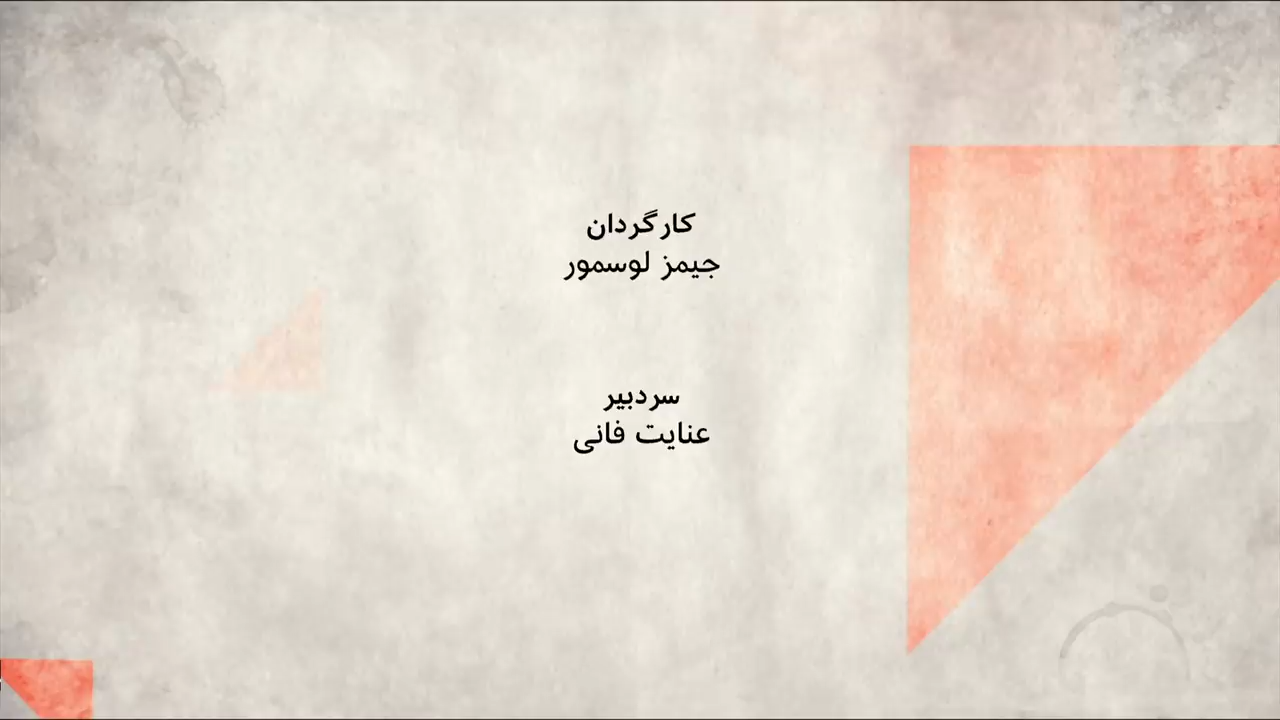 کارگردان
جیمز لوسمور
سردبیر
عنایت فانی